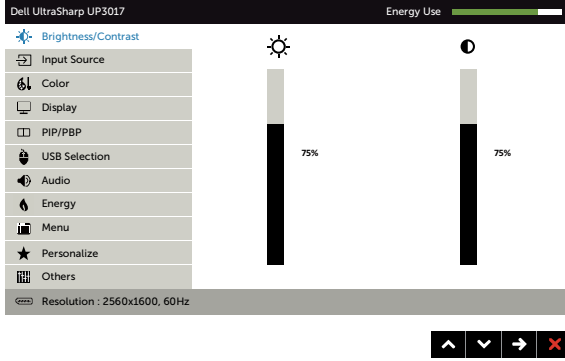 Dell UltraSharp UP3017
Energy Use
Brightness/Contrast
Input Source
Color
Display
PIP/PBP
USB Selection
Audio
Energy
Menu
Personalize
Others
75%
75%
Resolution : 2560x1600, 60Hz